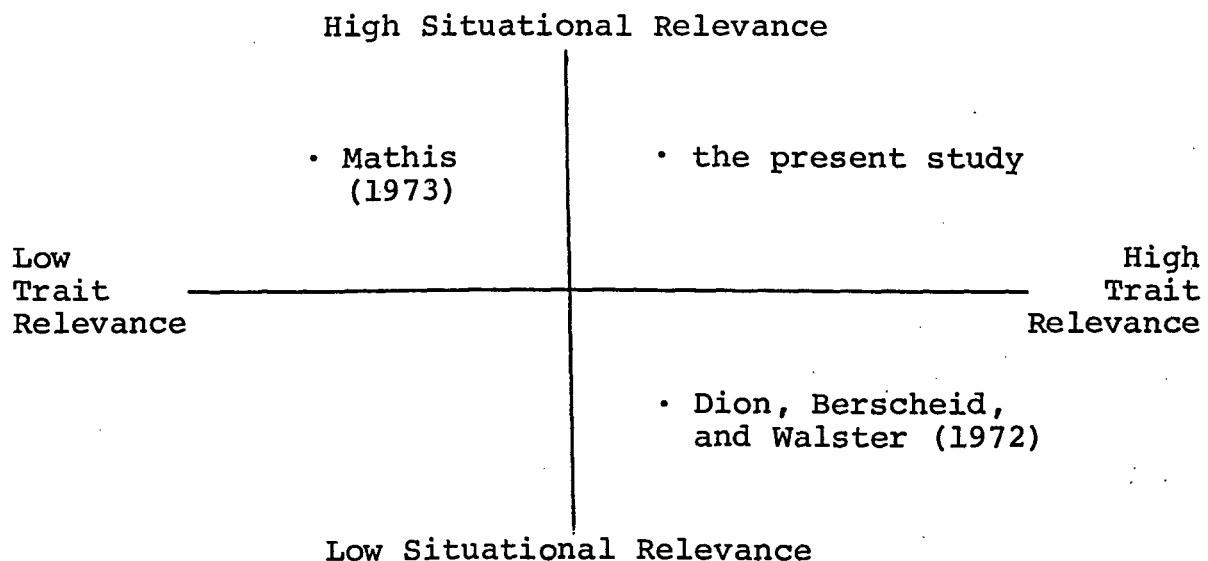 High Situational Relevance
· Mathis
(1973)
· the present study
Low
Trait
Relevance
High
Trait
Relevance
· Dion, Berscheid,
and Walster (1972)
Low Situational Relevance